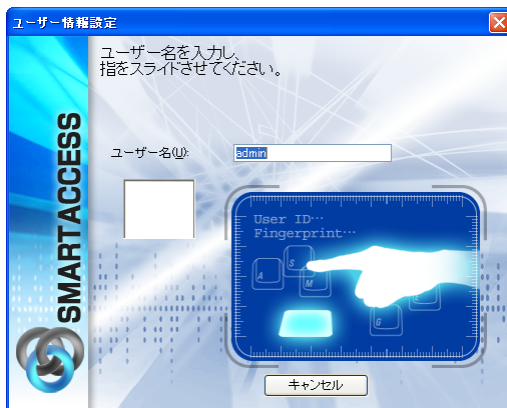 ユーザー情報設定
ユーザー名を入力し、
指をスライドさせてください。
SMARTACCESS
ユーザー名(U):
admin
User ID…
Fingerprint…
S
A
M
G
キャンセル